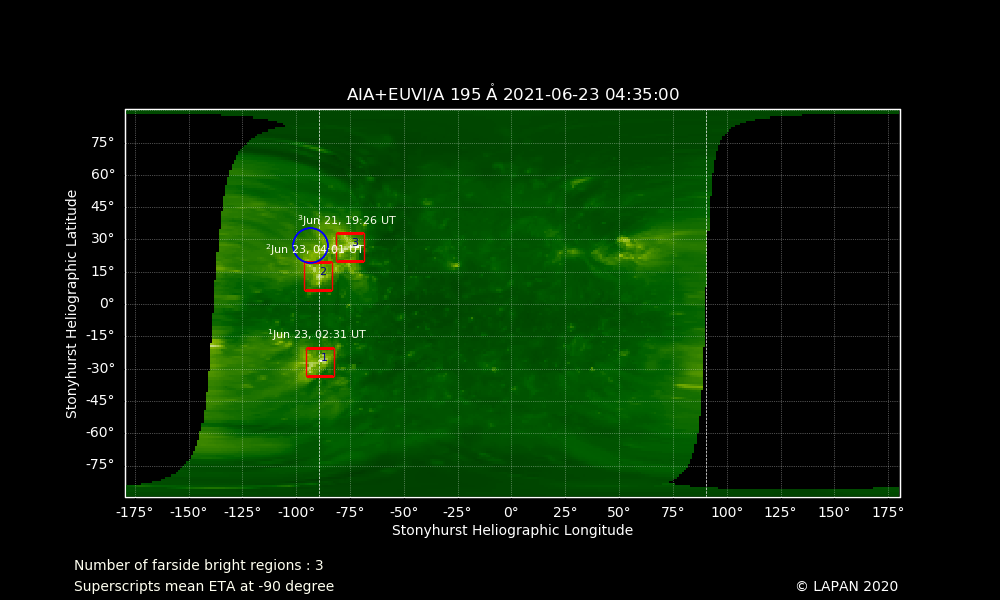 AIA+EUVI/A 195 Å 2021-06-23 04:35:00
Stonyhurst Heliographic Latitude
75°
60°
45°
30°
15°
0°
-15°
-30°
-45°
-60°
-75°
³Jun 21, 19:26 UT
3
²Jun 23, 04:01 UT
2
¹Jun 23, 02:31 UT
1
-175° -150° -125° -100° -75° -50° -25° 0° 25° 50° 75° 100° 125° 150° 175°
Stonyhurst Heliographic Longitude
Number of farside bright regions : 3
Superscripts mean ETA at -90 degree
© LAPAN 2020